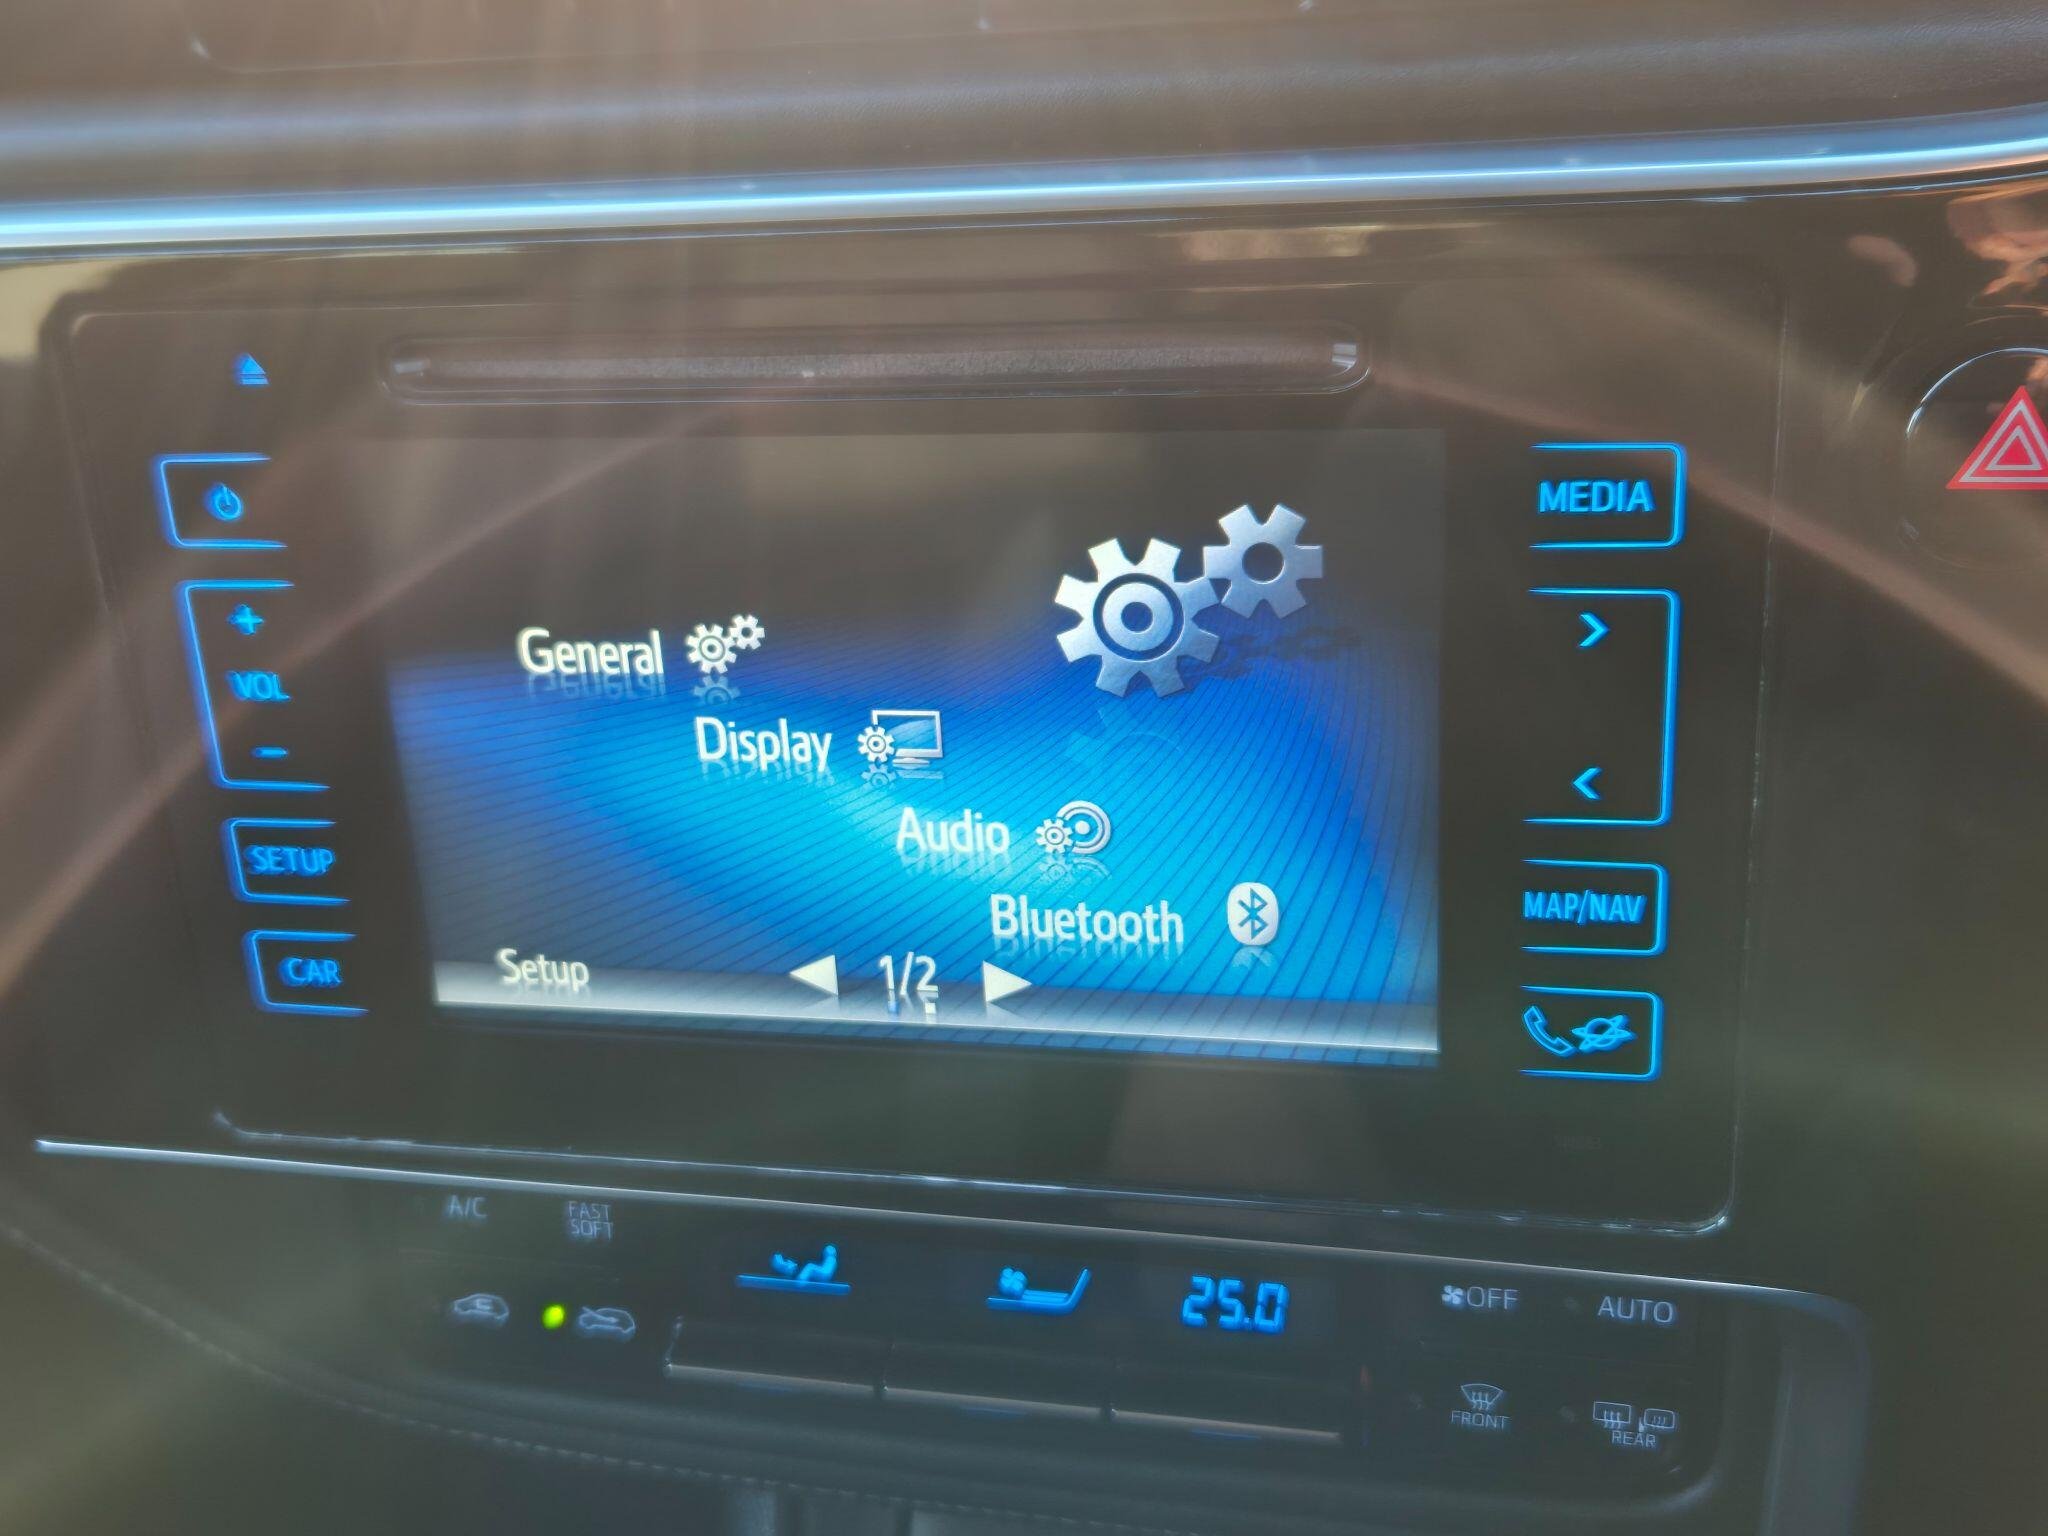 MEDIA
VOL
General
Display
SETUP
Audio
MAP/NAV
Bluetooth
CAR
Setup
1/2
A/C
FAST
SOFT
25.0
OFF
AUTO
FRONT
REAR